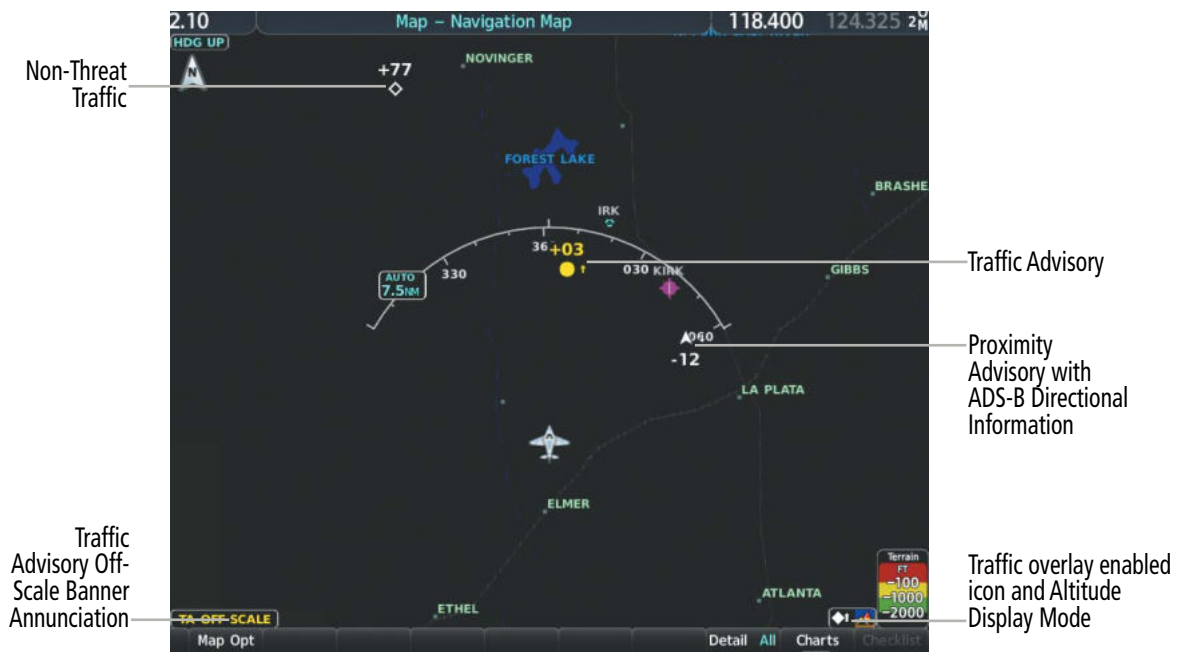 2.10
Map – Navigation Map
118.400
124.325
2
M
HDG UP
N
Non-Threat
Traffic
+77
NOVINGER
FOREST LAKE
BRASHE
IRK
36
+03
330
030
KIRK
GIBBS
Traffic Advisory
AUTO
7.5NM
060
-12
Proximity
Advisory with
ADS-B Directional
Information
LA PLATA
ELMER
Traffic
Advisory Off-
Scale Banner
Annunciation
TA OFF SCALE
ETHEL
ATLANTA
Terrain
FT
-100
-1000
-2000
Traffic overlay enabled
icon and Altitude
Display Mode
Map Opt
Detail All
Charts
Checklist